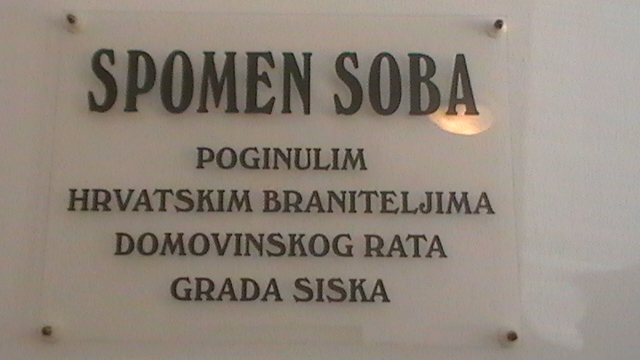 SPOMEN SOBA
POGINULIM
HRVATSKIM BRANITELJIMA
DOMOVINSKOG RATA
GRADA SISKA